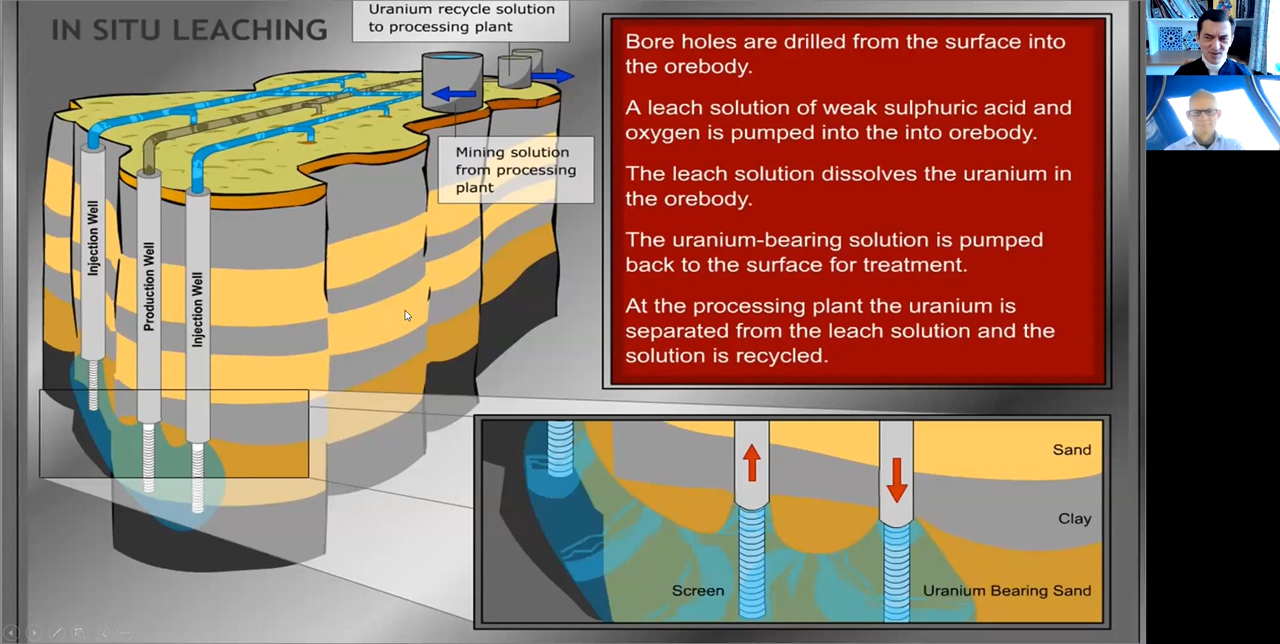 IN SITU LEACHING
Uranium recycle solution
to processing plant
Mining solution
from processing
plant
Injection Well
Production Well
Injection Well
Bore holes are drilled from the surface into
the orebody.
A leach solution of weak sulphuric acid and
oxygen is pumped into the into orebody.
The leach solution dissolves the uranium in
the orebody.
The uranium-bearing solution is pumped
back to the surface for treatment.
At the processing plant the uranium is
separated from the leach solution and the
solution is recycled.
Sand
Clay
Screen
Uranium Bearing Sand